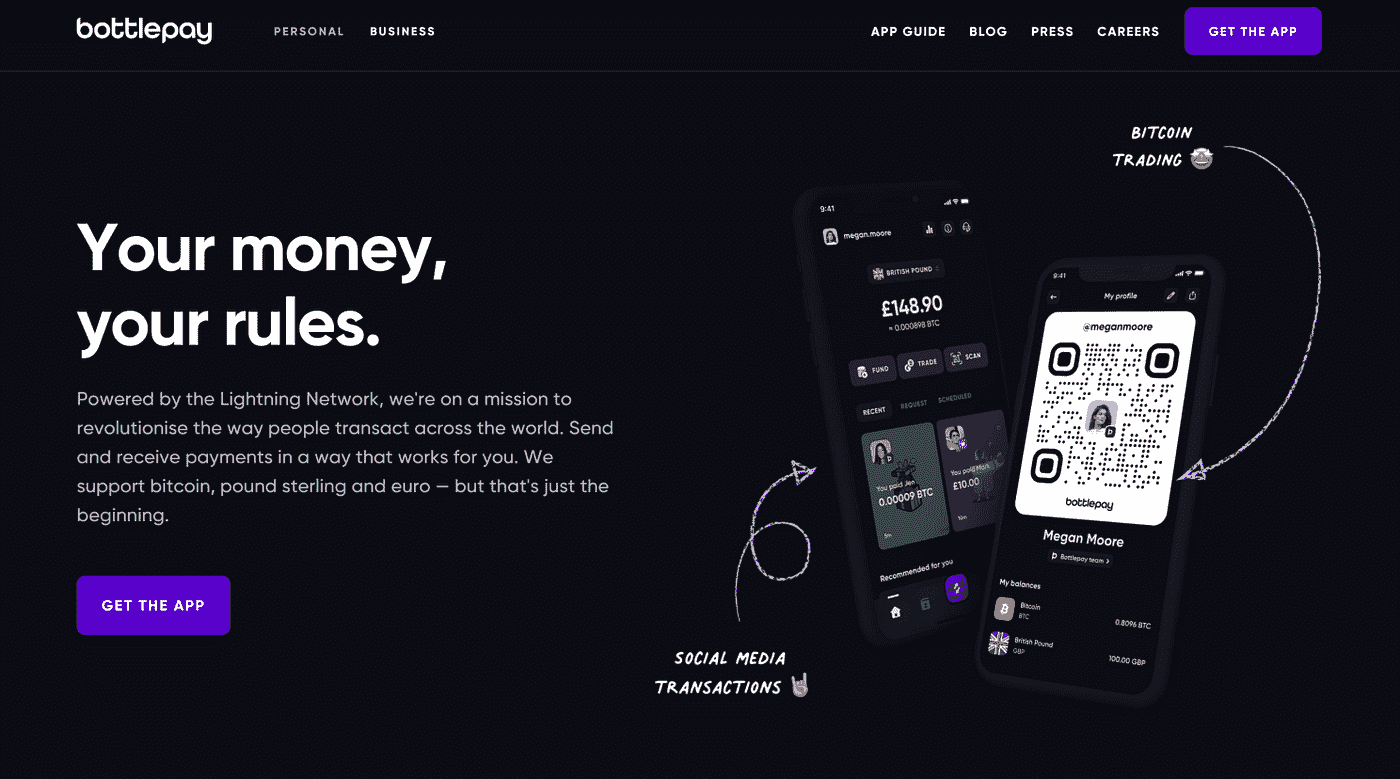 bottlepay
PERSONAL
BUSINESS
APP GUIDE
BLOG
PRESS
CAREERS
GET THE APP
Your money,
your rules.
Powered by the Lightning Network, we're on a mission to
revolutionise the way people transact across the world. Send
and receive payments in a way that works for you. We
support bitcoin, pound sterling and euro — but that's just the
beginning.
GET THE APP
BITCOIN
TRADING
SOCIAL MEDIA
TRANSACTIONS
9:41
megan.moore
BRITISH POUND
£148.90
≈ 0.000898 BTC
FUND
TRADE
SCAN
RECENT
REQUEST
SCHEDULED
You paid Jen
0.00009 BTC
5m
You paid Mark
£10.00
10m
Recommended for you
9:41
My profile
@meganmoore
bottlepay
Megan Moore
Bottlepay team
My balances
Bitcoin
BTC
0.8096 BTC
British Pound
GBP
100.00 GBP